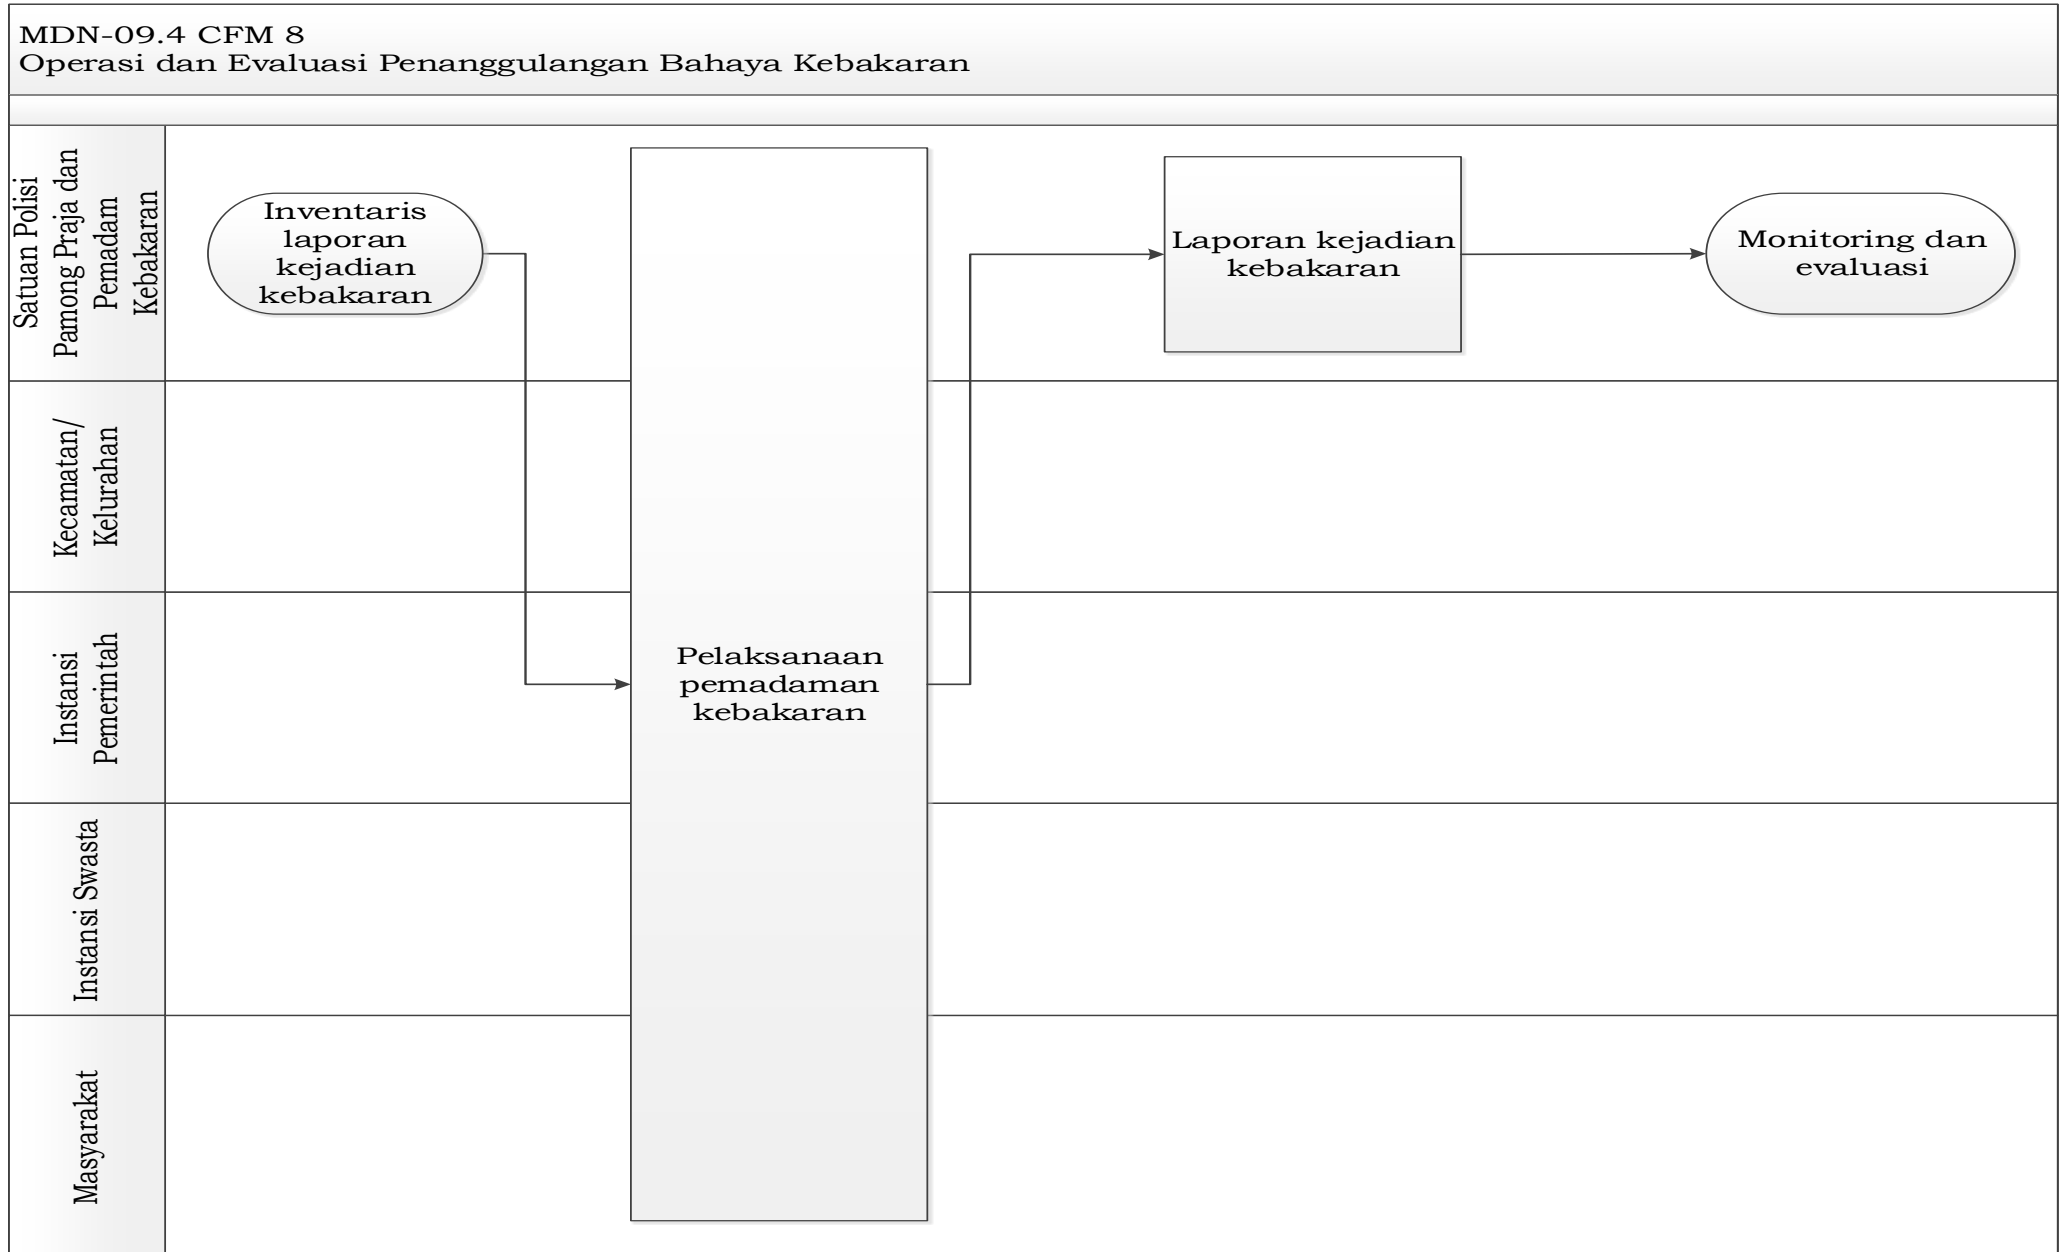 MDN-09.4 CFM 8
Operasi dan Evaluasi Penanggulangan Bahaya Kebakaran
Satuan Polisi
Pamong Praja dan
Pemadam
Kebakaran
Inventaris
laporan
kejadian
kebakaran
Laporan kejadian
kebakaran
Monitoring dan
evaluasi
Kecamatan/
Kelurahan
Instansi
Pemerintah
Pelaksanaan
pemadaman
kebakaran
Instansi Swasta
Masyarakat